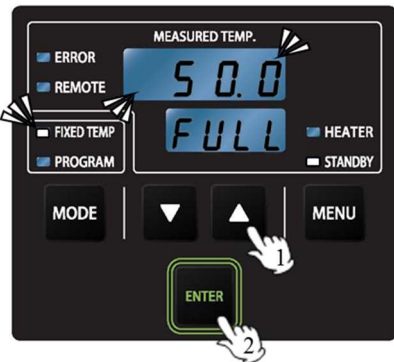 MEASURED TEMP.
ERROR
REMOTE
50.0
FIXED TEMP
PROGRAM
FULL
HEATER
STANDBY
MODE
MENU
1
ENTER
2